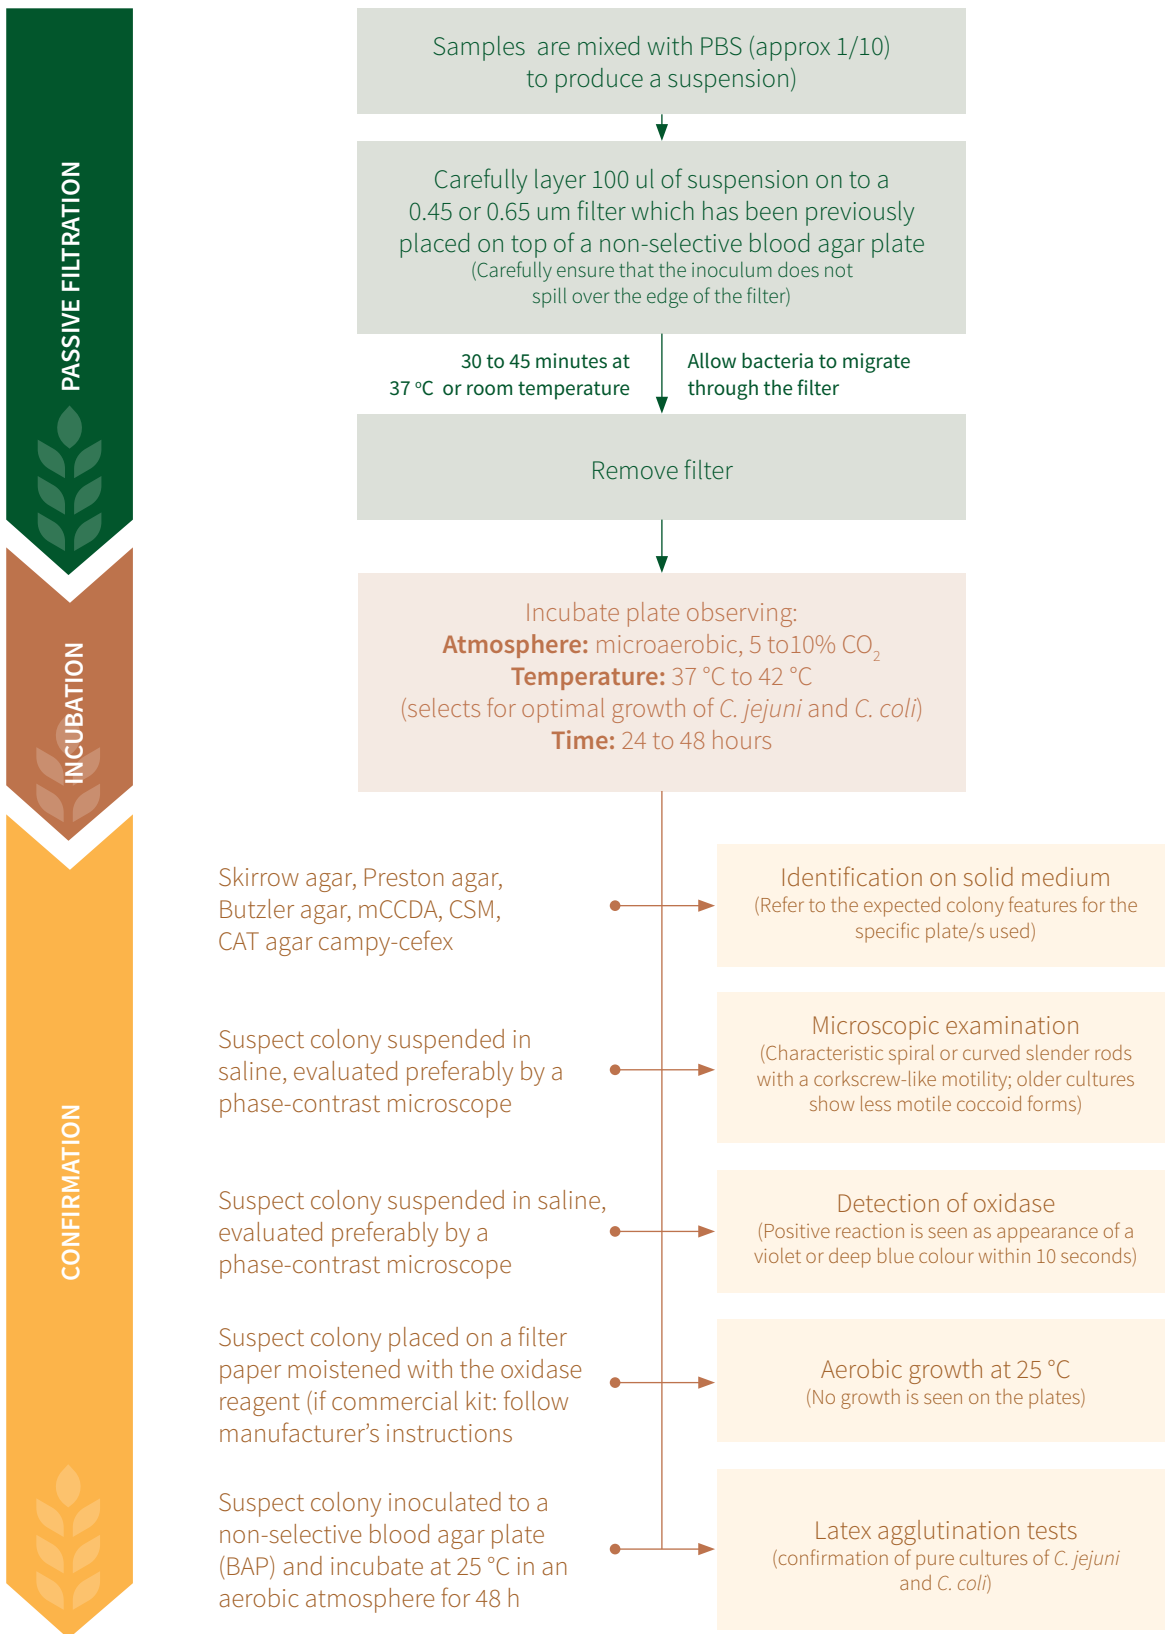 PASSIVE FILTRATION
Samples are mixed with PBS (approx 1/10)
to produce a suspension)
Carefully layer 100 ul of suspension on to a
0.45 or 0.65 um filter which has been previously
placed on top of a non-selective blood agar plate
(Carefully ensure that the inoculum does not
spill over the edge of the filter)
30 to 45 minutes at
37 °C or room temperature
Allow bacteria to migrate
through the filter
Remove filter
INCUBATION
Incubate plate observing:
Atmosphere: microaerobic, 5 to10% CO₂
Temperature: 37 °C to 42 °C
(selects for optimal growth of C. jejuni and C. coli)
Time: 24 to 48 hours
CONFIRMATION
Skirrow agar, Preston agar,
Butzler agar, mCCDA, CSM,
CAT agar campy-cefex
Identification on solid medium
(Refer to the expected colony features for the
specific plate/s used)
Suspect colony suspended in
saline, evaluated preferably by a
phase-contrast microscope
Microscopic examination
(Characteristic spiral or curved slender rods
with a corkscrew-like motility; older cultures
show less motile coccoid forms)
Suspect colony suspended in saline,
evaluated preferably by a
phase-contrast microscope
Detection of oxidase
(Positive reaction is seen as appearance of a
violet or deep blue colour within 10 seconds)
Suspect colony placed on a filter
paper moistened with the oxidase
reagent (if commercial kit: follow
manufacturer’s instructions
Aerobic growth at 25 °C
(No growth is seen on the plates)
Suspect colony inoculated to a
non-selective blood agar plate
(BAP) and incubate at 25 °C in an
aerobic atmosphere for 48 h
Latex agglutination tests
(confirmation of pure cultures of C. jejuni
and C. coli)